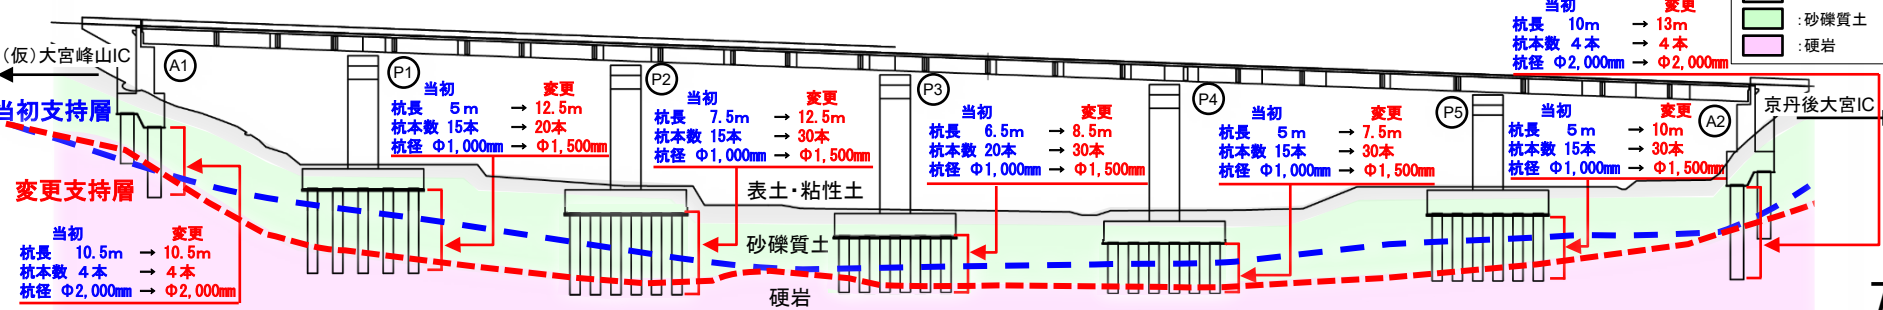 当初 変更
杭長 10m → 13m
杭本数 4本 → 4本
杭径 Φ2,000mm → Φ2,000mm
:砂礫質土
:硬岩
(仮)大宮峰山IC
A1
P1
P2
P3
P4
P5
A2
京丹後大宮IC
当初支持層
変更支持層
当初 変更
杭長 5m → 12.5m
杭本数 15本 → 20本
杭径 Φ1,000mm → Φ1,500mm
当初 変更
杭長 7.5m → 12.5m
杭本数 15本 → 30本
杭径 Φ1,000mm → Φ1,500mm
当初 変更
杭長 6.5m → 8.5m
杭本数 20本 → 30本
杭径 Φ1,000mm → Φ1,500mm
当初 変更
杭長 5m → 7.5m
杭本数 15本 → 30本
杭径 Φ1,000mm → Φ1,500mm
当初 変更
杭長 5m → 10m
杭本数 15本 → 30本
杭径 Φ1,000mm → Φ1,500mm
表土・粘性土
砂礫質土
硬岩
当初 変更
杭長 10.5m → 10.5m
杭本数 4本 → 4本
杭径 Φ2,000mm → Φ2,000mm